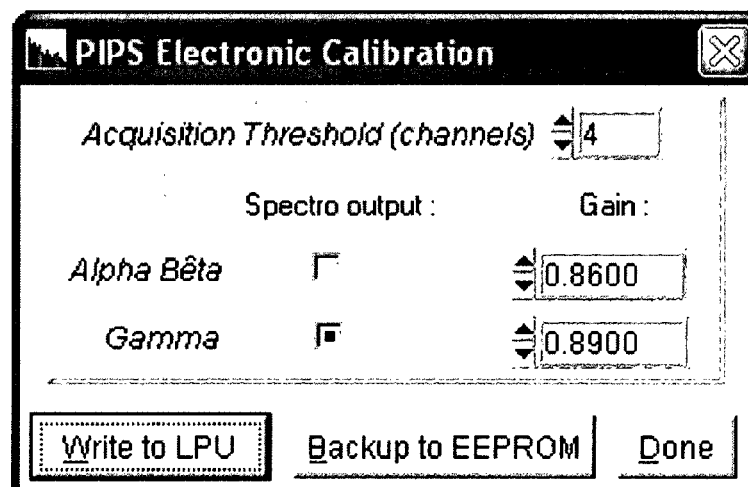 PIPS Electronic Calibration
Acquisition Threshold (channels) 4
Spectro output : Gain :
Alpha Bêta 0.8600
Gamma 0.8900
Write to LPU Backup to EEPROM Done